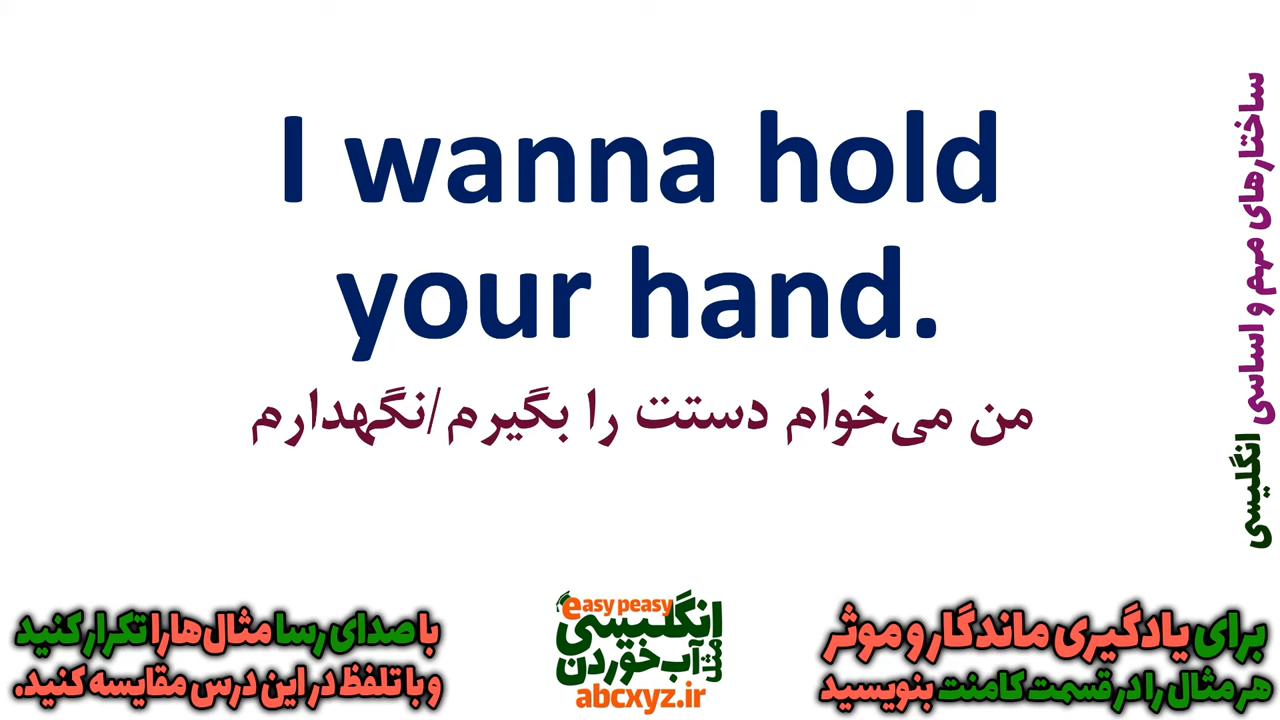 I wanna hold
your hand.
من می‌خوام دستت را بگیرم/نگهدارم
ساختارهای مهم و اساسی انگلیسی
برای یادگیری ماندگار و موثر
هر مثال را در قسمت کامنت بنویسید
easy peasy
انگلیسی
مثل آب خوردن
abcxyz.ir
با صدای رسا مثال‌ها را تکرار کنید
و با تلفظ در این درس مقایسه کنید.